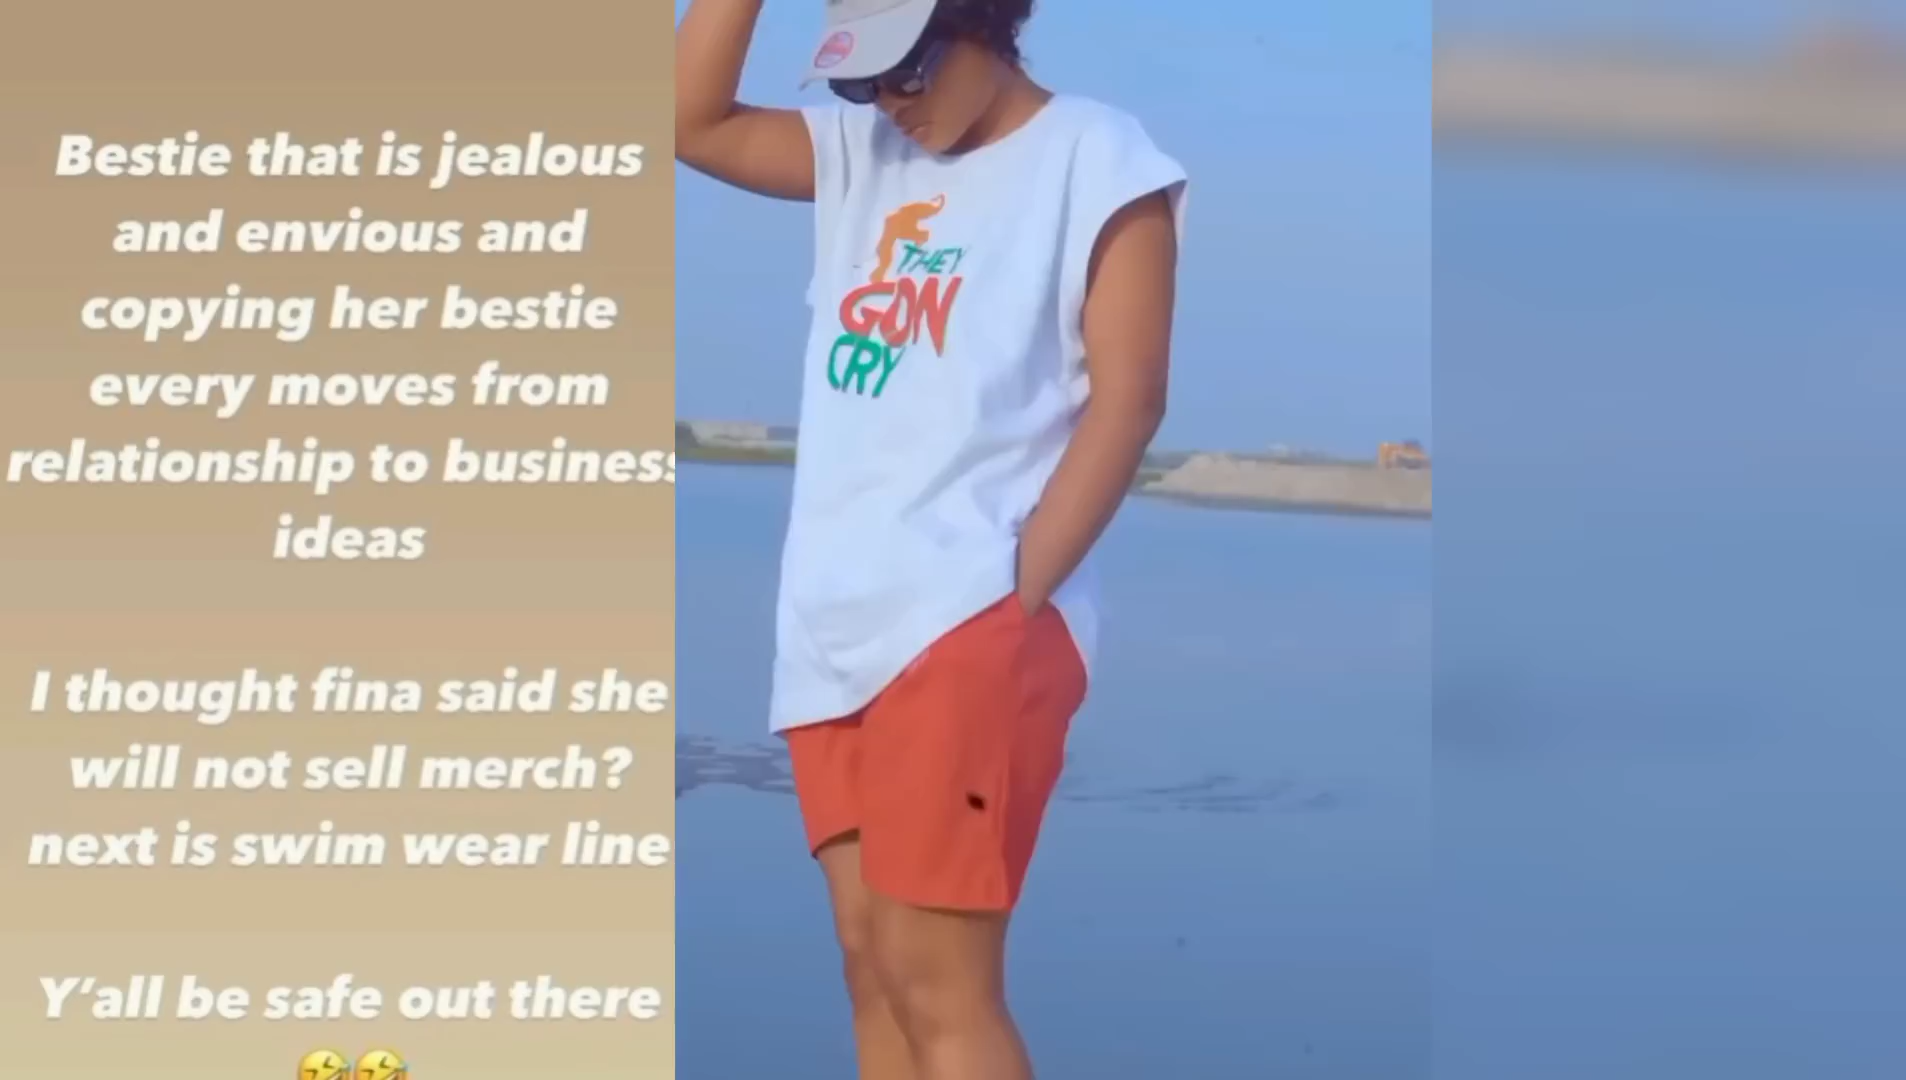 Bestie that is jealous
and envious and
copying her bestie
every moves from
relationship to business
ideas
I thought fina said she
will not sell merch?
next is swim wear line
Y'all be safe out there
🤣🤣
THEY
GON
CRY